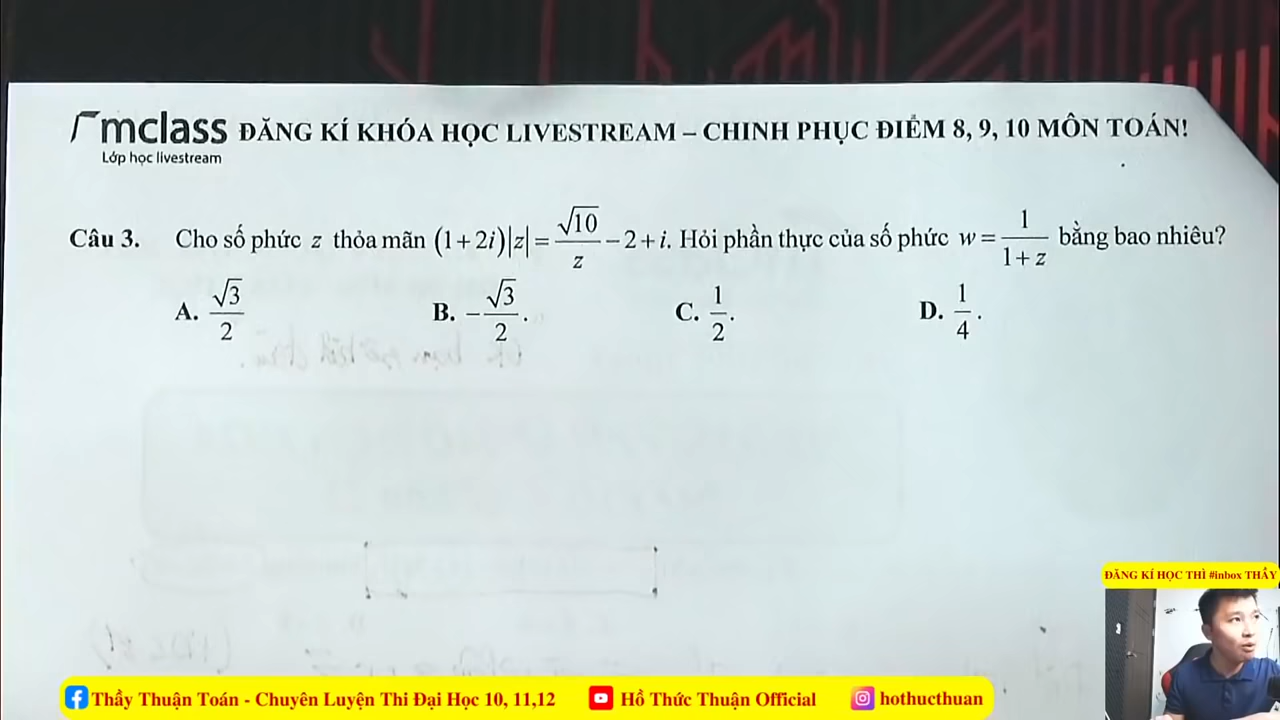 mclass ĐĂNG KÍ KHÓA HỌC LIVESTREAM – CHINH PHỤC ĐIỂM 8, 9, 10 MÔN TOÁN!
Lớp học livestream
Câu 3. Cho số phức z thỏa mãn (1+2i)|z| = √10/z − 2 + i. Hỏi phần thực của số phức w = 1/(1+z) bằng bao nhiêu?
A. √3/2 B. −√3/2. C. 1/2. D. 1/4.
ĐĂNG KÍ HỌC THÌ #inbox THẦY
Thầy Thuận Toán - Chuyên Luyện Thi Đại Học 10, 11,12 Hồ Thức Thuận Official hothucthuan